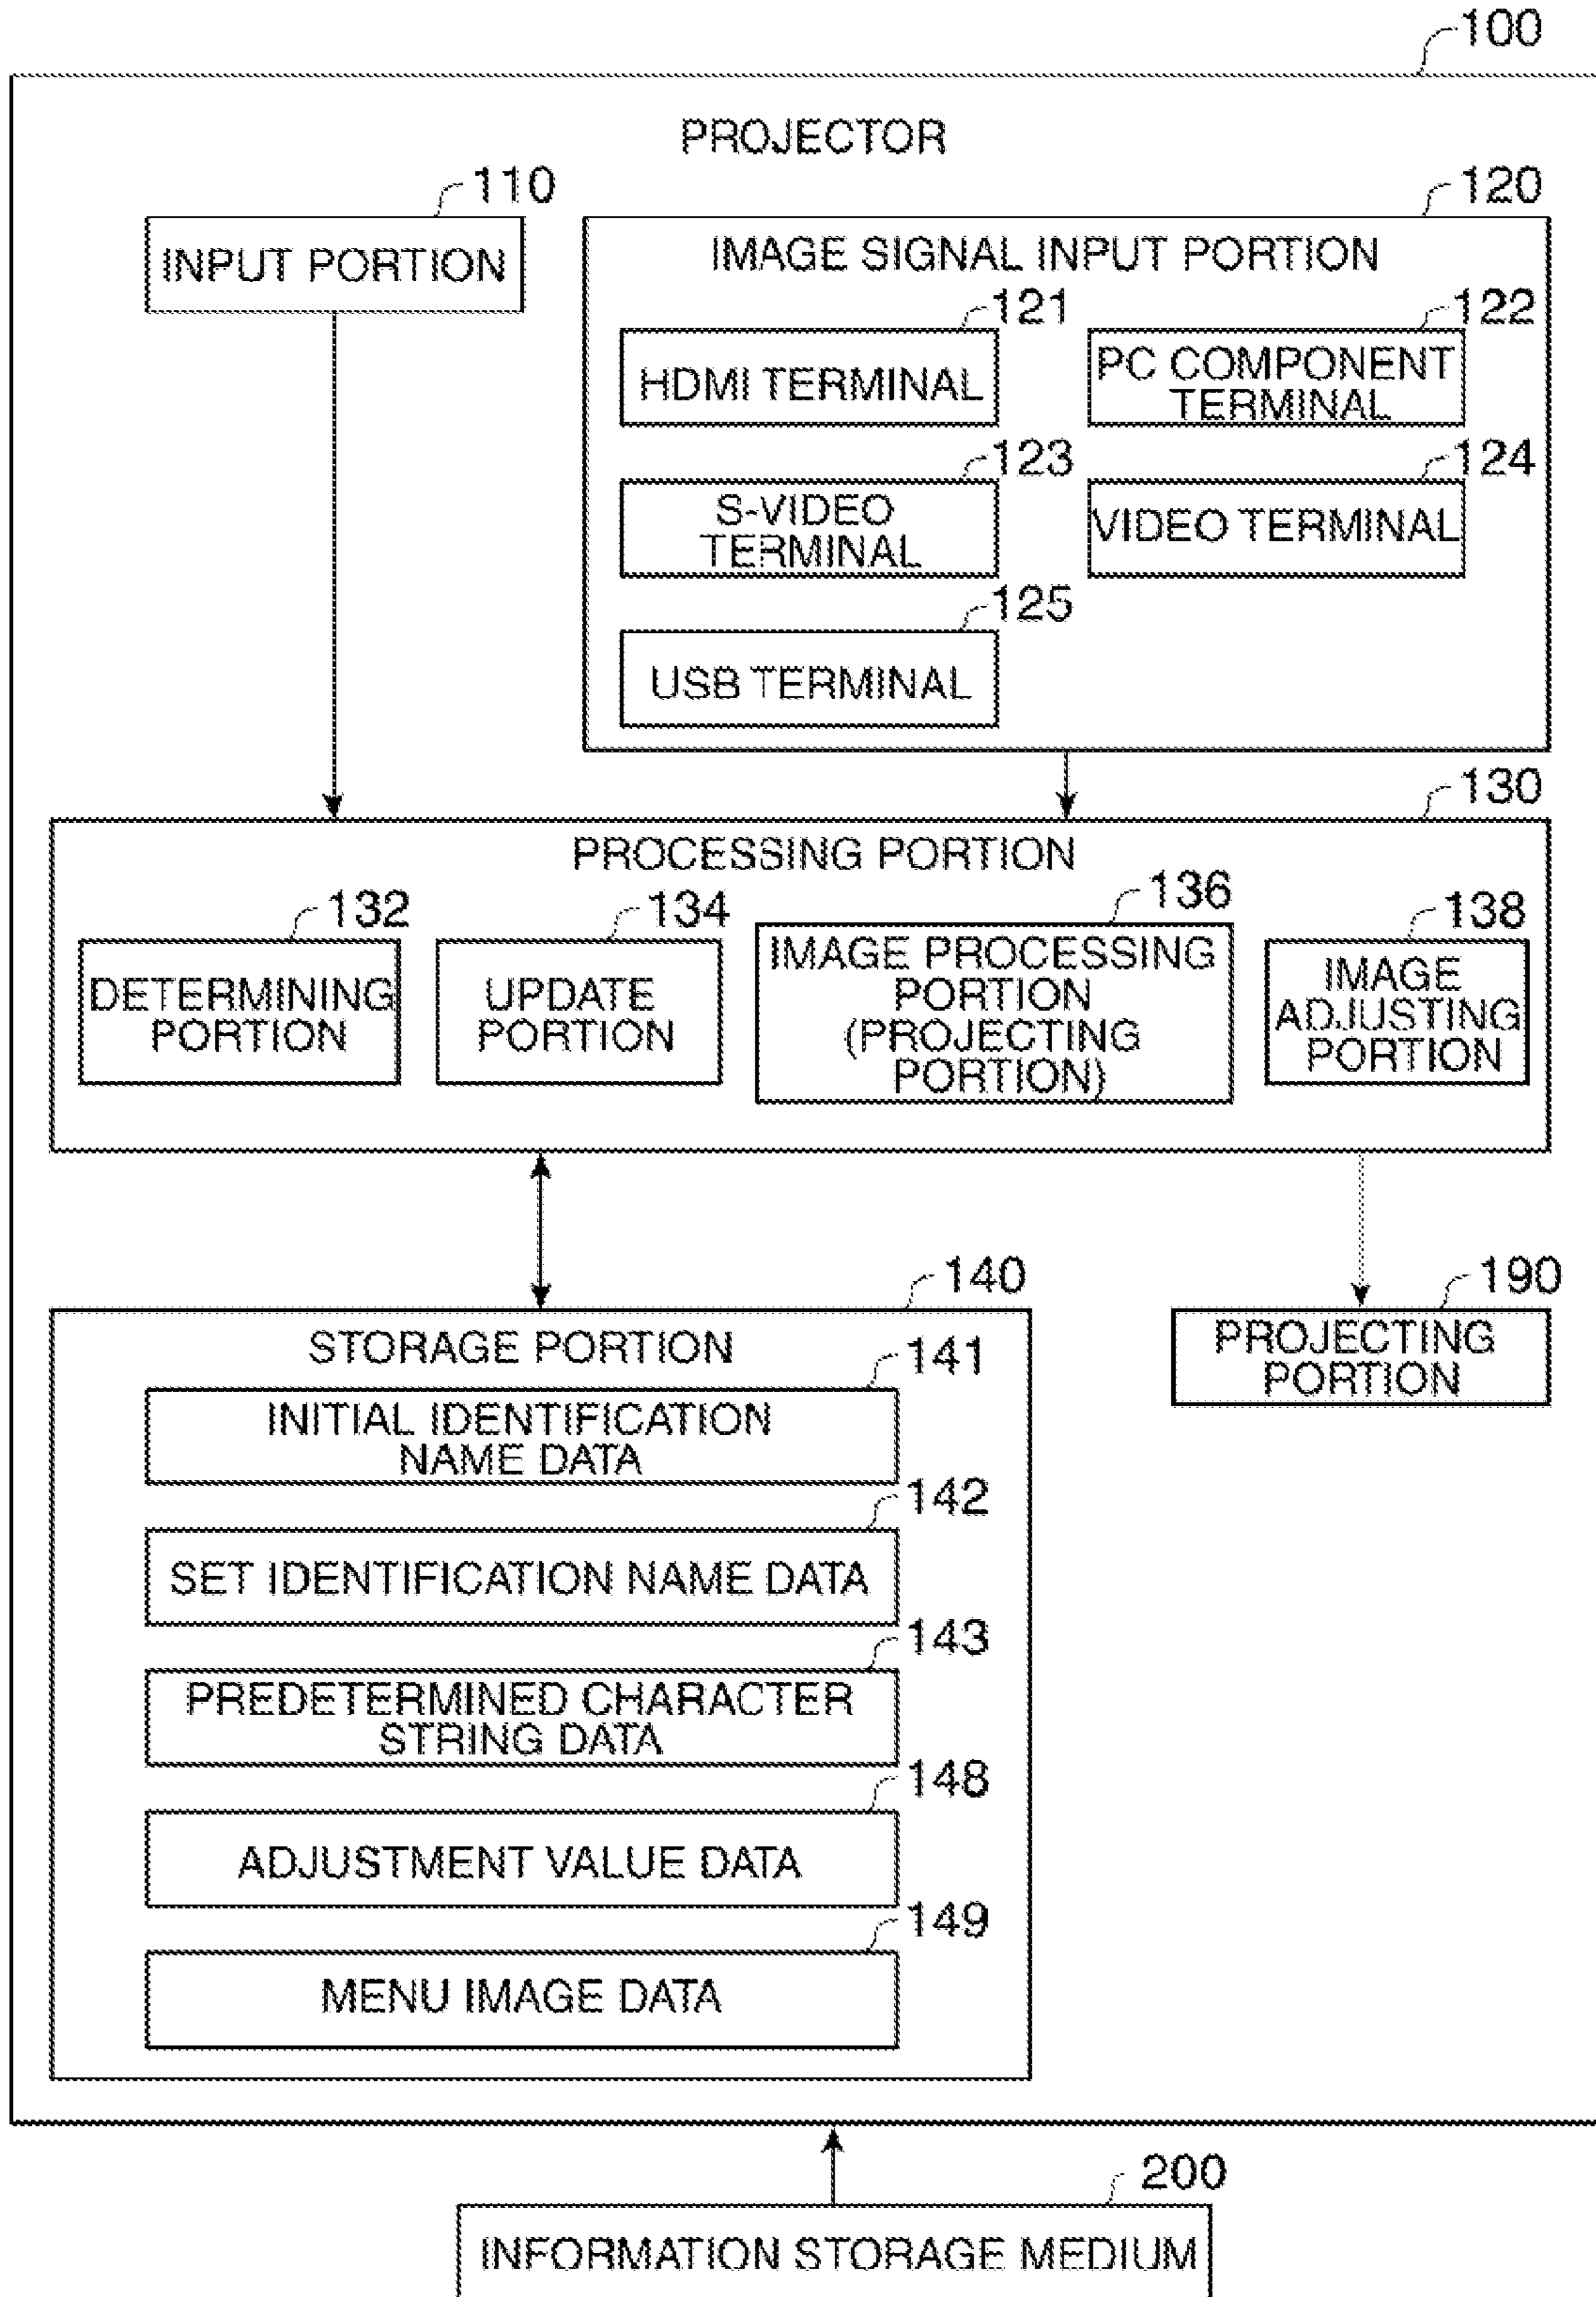 100
PROJECTOR
110
INPUT PORTION
120
IMAGE SIGNAL INPUT PORTION
121
HDMI TERMINAL
122
PC COMPONENT
TERMINAL
123
S-VIDEO
TERMINAL
124
VIDEO TERMINAL
125
USB TERMINAL
130
PROCESSING PORTION
132
DETERMINING
PORTION
134
UPDATE
PORTION
136
IMAGE PROCESSING
PORTION
(PROJECTING
PORTION)
138
IMAGE
ADJUSTING
PORTION
140
STORAGE PORTION
141
INITIAL IDENTIFICATION
NAME DATA
142
SET IDENTIFICATION NAME DATA
143
PREDETERMINED CHARACTER
STRING DATA
148
ADJUSTMENT VALUE DATA
149
MENU IMAGE DATA
190
PROJECTING
PORTION
200
INFORMATION STORAGE MEDIUM